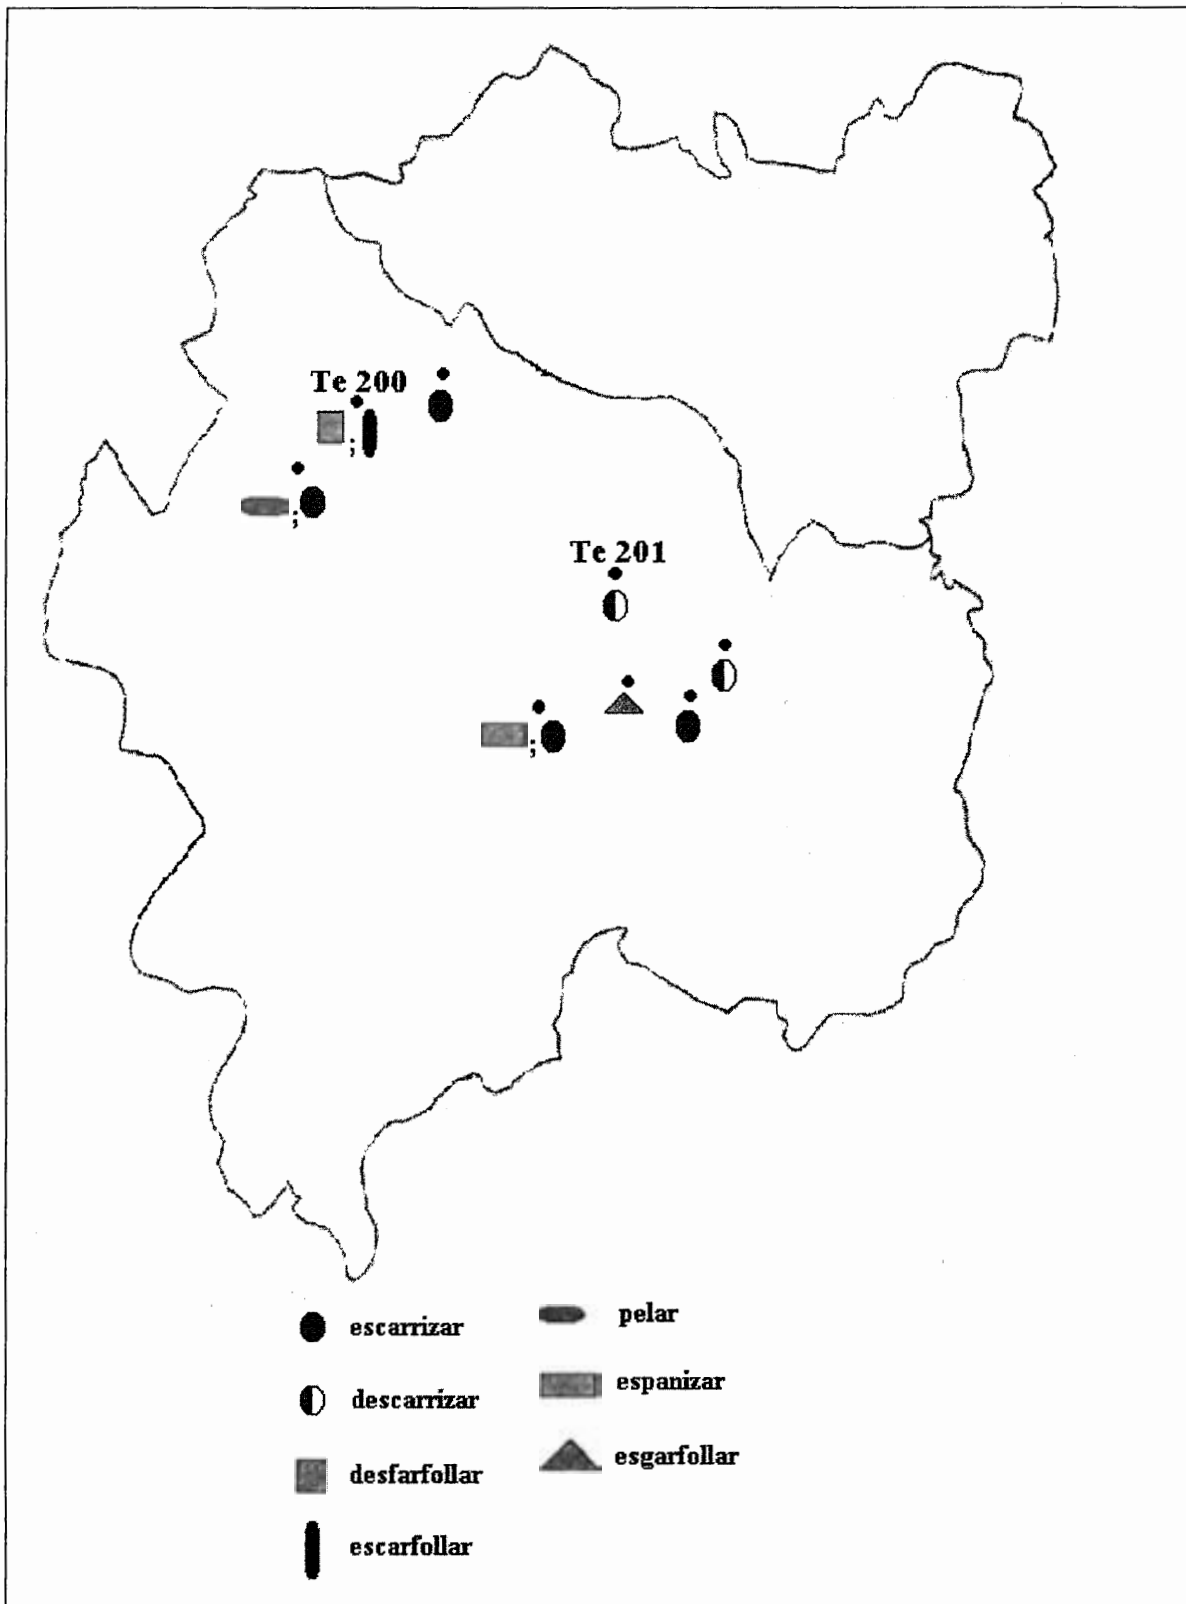 Te 200
;
;
Te 201
;
escarrizar
descarrizar
desfarfollar
escarfollar
pelar
espanizar
esgarfollar